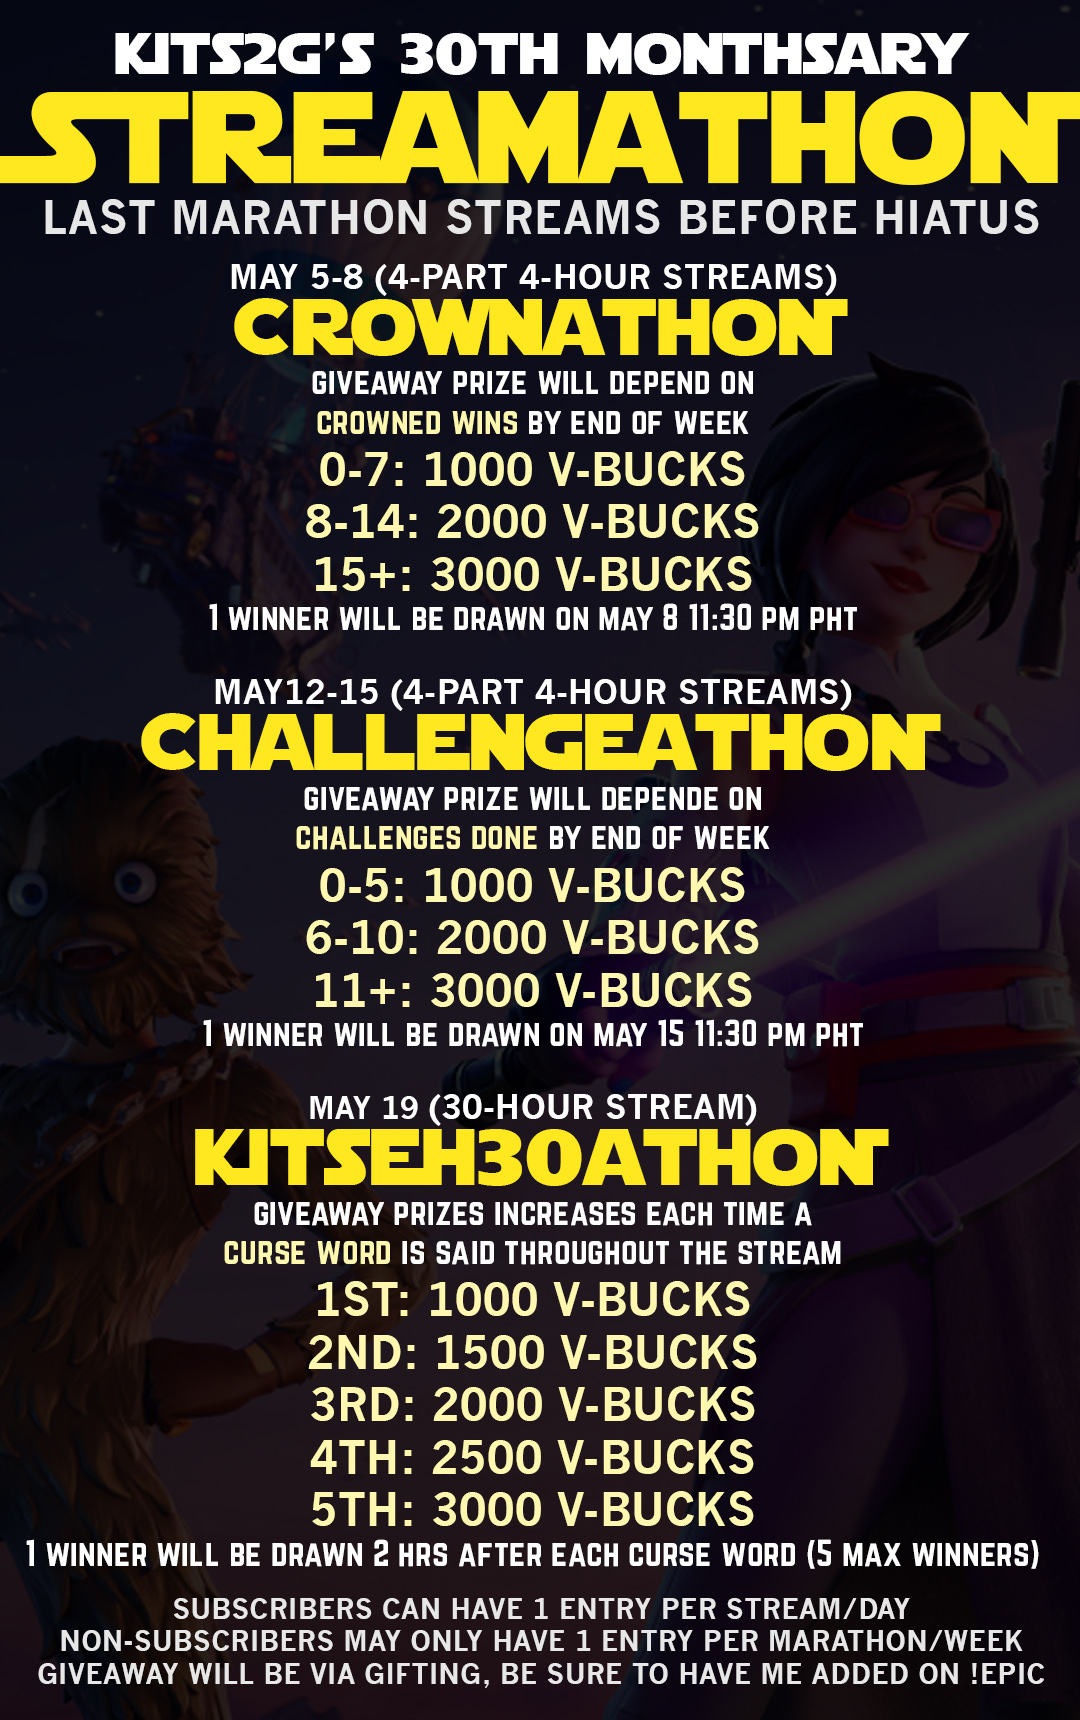 KITS2G'S 30TH MONTHSARY
STREAMATHON
LAST MARATHON STREAMS BEFORE HIATUS
MAY 5-8 (4-PART 4-HOUR STREAMS)
CROWNATHON
GIVEAWAY PRIZE WILL DEPEND ON
CROWNED WINS BY END OF WEEK
0-7: 1000 V-BUCKS
8-14: 2000 V-BUCKS
15+: 3000 V-BUCKS
1 WINNER WILL BE DRAWN ON MAY 8 11:30 PM PHT
MAY12-15 (4-PART 4-HOUR STREAMS)
CHALLENGEATHON
GIVEAWAY PRIZE WILL DEPENDE ON
CHALLENGES DONE BY END OF WEEK
0-5: 1000 V-BUCKS
6-10: 2000 V-BUCKS
11+: 3000 V-BUCKS
1 WINNER WILL BE DRAWN ON MAY 15 11:30 PM PHT
MAY 19 (30-HOUR STREAM)
KITSEH30ATHON
GIVEAWAY PRIZES INCREASES EACH TIME A
CURSE WORD IS SAID THROUGHOUT THE STREAM
1ST: 1000 V-BUCKS
2ND: 1500 V-BUCKS
3RD: 2000 V-BUCKS
4TH: 2500 V-BUCKS
5TH: 3000 V-BUCKS
1 WINNER WILL BE DRAWN 2 HRS AFTER EACH CURSE WORD (5 MAX WINNERS)
SUBSCRIBERS CAN HAVE 1 ENTRY PER STREAM/DAY
NON-SUBSCRIBERS MAY ONLY HAVE 1 ENTRY PER MARATHON/WEEK
GIVEAWAY WILL BE VIA GIFTING, BE SURE TO HAVE ME ADDED ON !EPIC